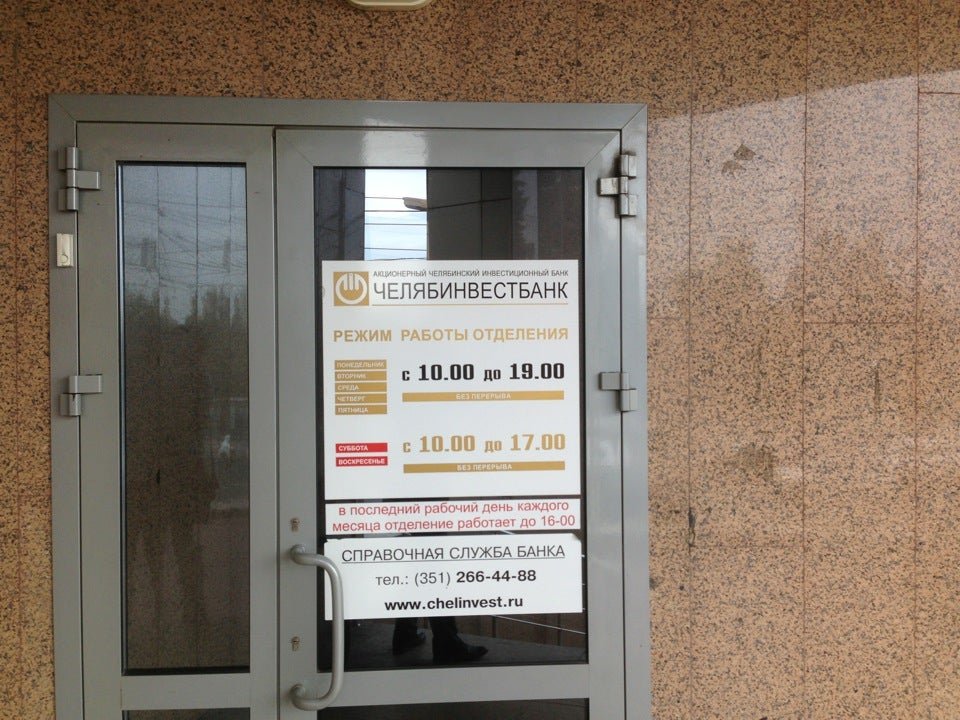 АКЦИОНЕРНЫЙ ЧЕЛЯБИНСКИЙ ИНВЕСТИЦИОННЫЙ БАНК
ЧЕЛЯБИНВЕСТБАНК
РЕЖИМ РАБОТЫ ОТДЕЛЕНИЯ
ПОНЕДЕЛЬНИК
ВТОРНИК
СРЕДА
ЧЕТВЕРГ
ПЯТНИЦА
с 10.00 до 19.00
БЕЗ ПЕРЕРЫВА
СУББОТА
ВОСКРЕСЕНЬЕ
с 10.00 до 17.00
БЕЗ ПЕРЕРЫВА
в последний рабочий день каждого
месяца отделение работает до 16-00
СПРАВОЧНАЯ СЛУЖБА БАНКА
тел.: (351) 266-44-88
www.chelinvest.ru